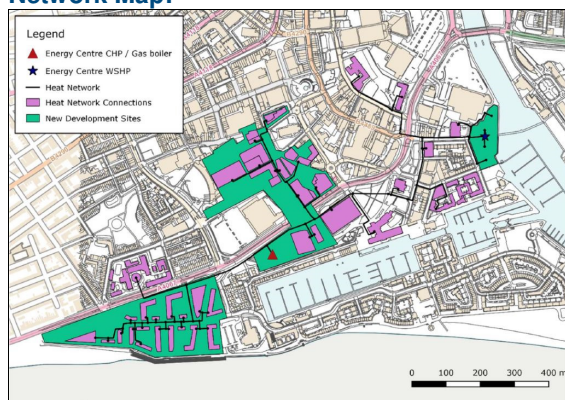 Network Map:
Legend
Energy Centre CHP / Gas boiler
Energy Centre WSHP
Heat Network
Heat Network Connections
New Development Sites
0 100 200 300 400 m